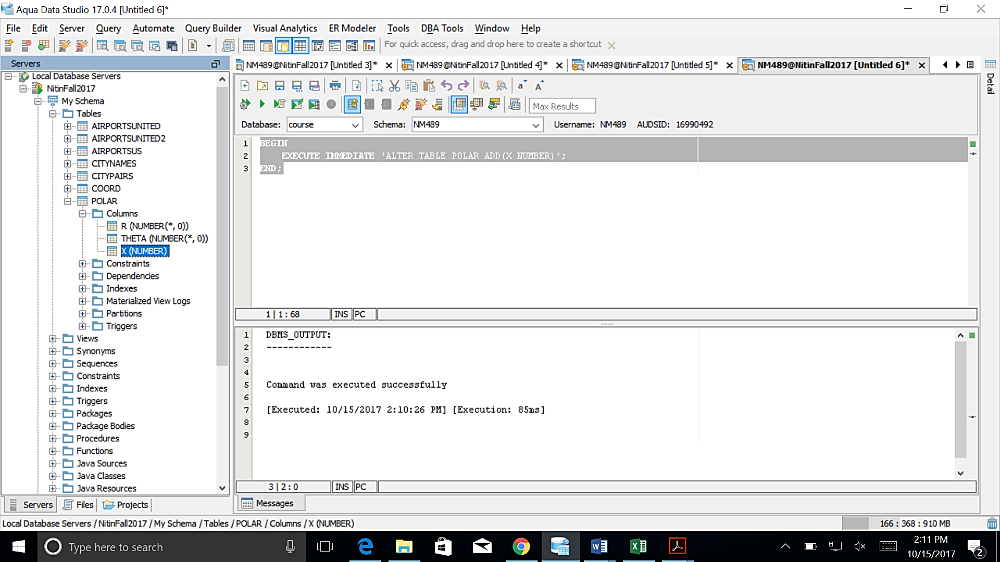 Aqua Data Studio 17.0.4 [Untitled 6]*
File Edit Server Query Automate Query Builder Visual Analytics ER Modeler Tools DBA Tools Window Help
For quick access, drag and drop here to create a shortcut
Servers
NM489@NitinFall2017 [Untitled 3]* NM489@NitinFall2017 [Untitled 4]* NM489@NitinFall2017 [Untitled 5]* NM489@NitinFall2017 [Untitled 6]*
Detail
Local Database Servers
NitinFall2017
My Schema
Tables
AIRPORTSUNITED
AIRPORTSUNITED2
AIRPORTSUS
CITYNAMES
CITYPAIRS
COORD
POLAR
Columns
R (NUMBER(*, 0))
THETA (NUMBER(*, 0))
X (NUMBER)
Constraints
Dependencies
Indexes
Materialized View Logs
Partitions
Triggers
Views
Synonyms
Sequences
Constraints
Indexes
Triggers
Packages
Package Bodies
Procedures
Functions
Java Sources
Java Classes
Java Resources
Servers Files Projects
Max Results
Database: course Schema: NM489 Username: NM489 AUDSID: 16990492
1 BEGIN
2 EXECUTE IMMEDIATE 'ALTER TABLE POLAR ADD(X NUMBER)';
3 END;
1 | 1 : 68 INS PC
1 DBMS_OUTPUT:
2 ------------
3
4
5 Command was executed successfully
6
7 [Executed: 10/15/2017 2:10:26 PM] [Execution: 85ms]
8
9
3 | 2 : 0 INS PC
Messages
Local Database Servers / NitinFall2017 / My Schema / Tables / POLAR / Columns / X (NUMBER)
166 : 368 : 910 MB
Type here to search
2:11 PM
10/15/2017
2